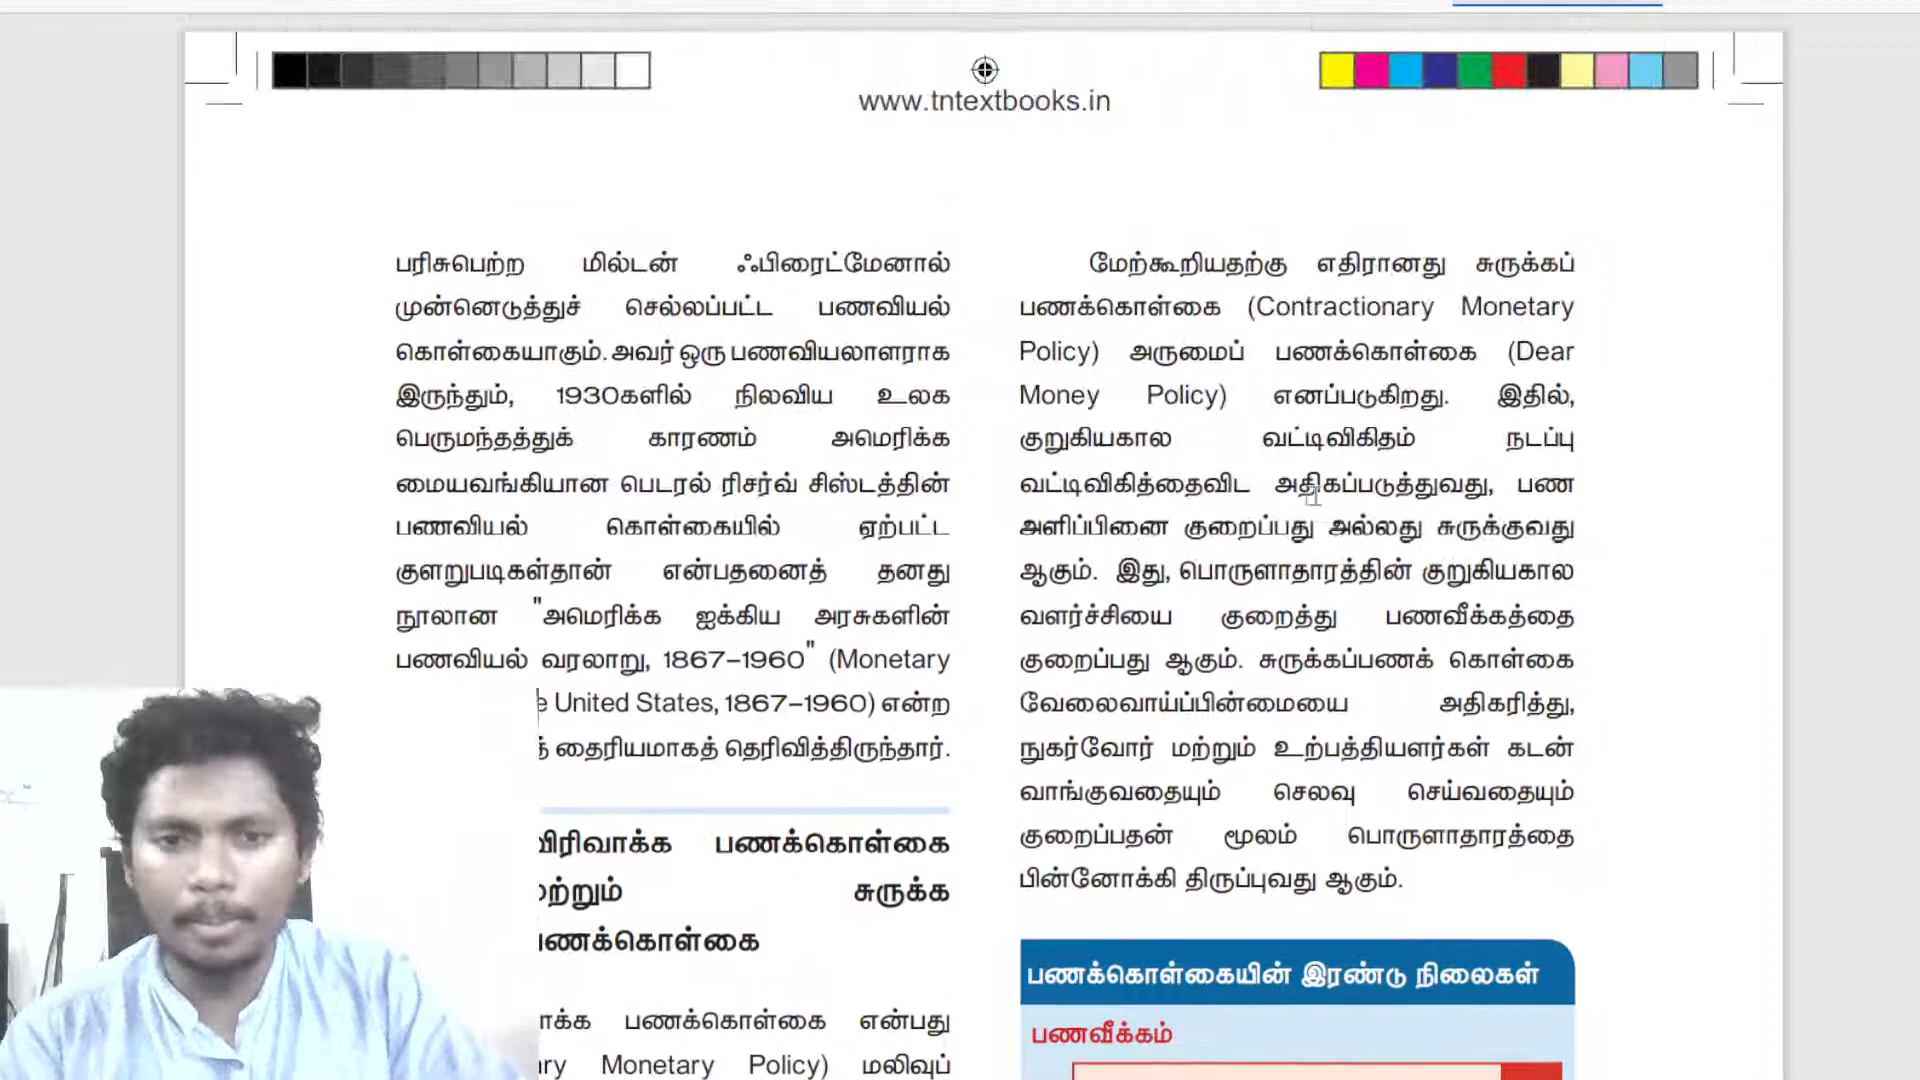 www.tntextbooks.in
பரிசுபெற்ற மில்டன் ஃபிரைட்மேனால்
முன்னெடுத்துச் செல்லப்பட்ட பணவியல்
கொள்கையாகும். அவர் ஒரு பணவியலாளராக
இருந்தும், 1930களில் நிலவிய உலக
பெருமந்தத்துக் காரணம் அமெரிக்க
மையவங்கியான பெடரல் ரிசர்வ் சிஸ்டத்தின்
பணவியல் கொள்கையில் ஏற்பட்ட
குளறுபடிகள்தான் என்பதனைத் தனது
நூலான "அமெரிக்க ஐக்கிய அரசுகளின்
பணவியல் வரலாறு, 1867–1960" (Monetary
United States, 1867–1960) என்ற
தைரியமாகத் தெரிவித்திருந்தார்.
விரிவாக்க பணக்கொள்கை
மற்றும் சுருக்க
பணக்கொள்கை
பணக்கொள்கை என்பது
Monetary Policy) மலிவுப்
மேற்கூறியதற்கு எதிரானது சுருக்கப்
பணக்கொள்கை (Contractionary Monetary
Policy) அருமைப் பணக்கொள்கை (Dear
Money Policy) எனப்படுகிறது. இதில்,
குறுகியகால வட்டிவிகிதம் நடப்பு
வட்டிவிகித்தைவிட அதிகப்படுத்துவது, பண
அளிப்பினை குறைப்பது அல்லது சுருக்குவது
ஆகும். இது, பொருளாதாரத்தின் குறுகியகால
வளர்ச்சியை குறைத்து பணவீக்கத்தை
குறைப்பது ஆகும். சுருக்கப்பணக் கொள்கை
வேலைவாய்ப்பின்மையை அதிகரித்து,
நுகர்வோர் மற்றும் உற்பத்தியளர்கள் கடன்
வாங்குவதையும் செலவு செய்வதையும்
குறைப்பதன் மூலம் பொருளாதாரத்தை
பின்னோக்கி திருப்புவது ஆகும்.
பணக்கொள்கையின் இரண்டு நிலைகள்
பணவீக்கம்